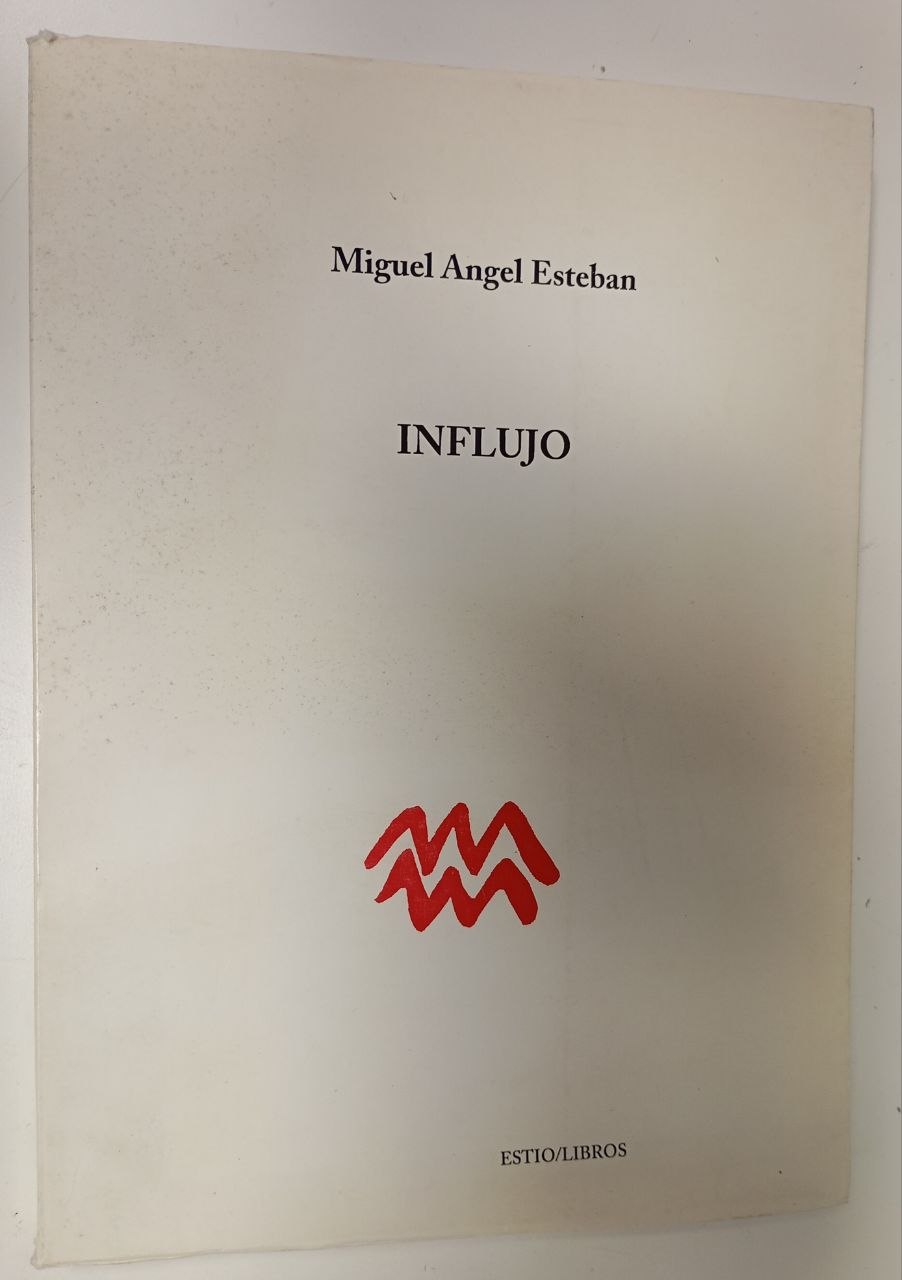 Miguel Angel Esteban
INFLUJO
ESTIO/LIBROS